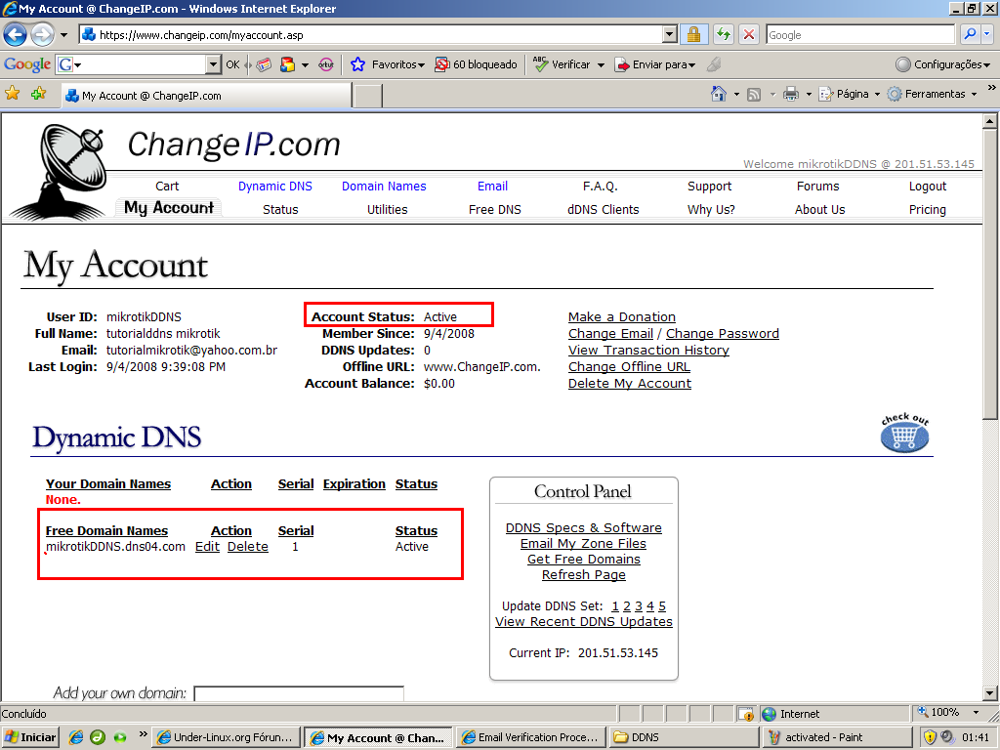 My Account @ ChangeIP.com - Windows Internet Explorer
https://www.changeip.com/myaccount.asp
Google
Google G OK Favoritos 60 bloqueado ABC Verificar Enviar para Configurações
My Account @ ChangeIP.com Página Ferramentas »
ChangeIP.com
Welcome mikrotikDDNS @ 201.51.53.145
Cart Dynamic DNS Domain Names Email F.A.Q. Support Forums Logout
My Account Status Utilities Free DNS dDNS Clients Why Us? About Us Pricing
My Account
User ID: mikrotikDDNS Account Status: Active Make a Donation
Full Name: tutorialddns mikrotik Member Since: 9/4/2008 Change Email / Change Password
Email: tutorialmikrotik@yahoo.com.br DDNS Updates: 0 View Transaction History
Last Login: 9/4/2008 9:39:08 PM Offline URL: www.ChangeIP.com. Change Offline URL
Account Balance: $0.00 Delete My Account
check out
Dynamic DNS
Your Domain Names Action Serial Expiration Status
None.
Free Domain Names Action Serial Status
mikrotikDDNS.dns04.com Edit Delete 1 Active
Control Panel
DDNS Specs & Software
Email My Zone Files
Get Free Domains
Refresh Page
Update DDNS Set: 1 2 3 4 5
View Recent DDNS Updates
Current IP: 201.51.53.145
Add your own domain:
Concluído Internet 100%
Iniciar » Under-Linux.org Fórun... My Account @ Chan... Email Verification Proce... DDNS activated - Paint 01:41